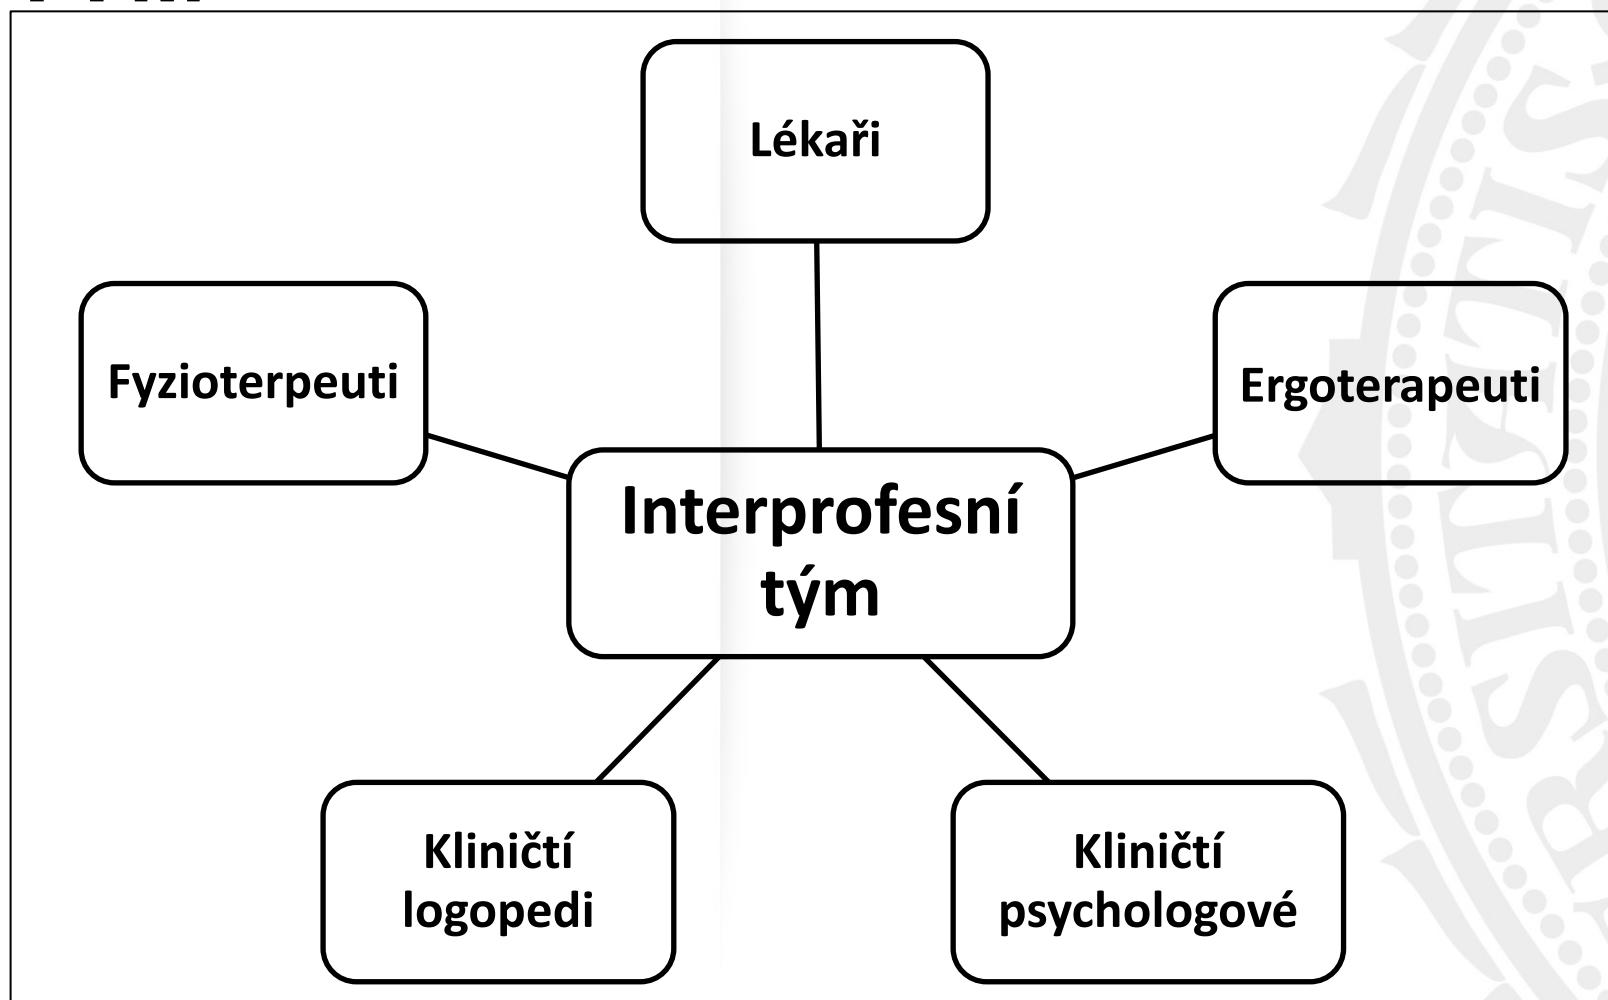 Lékaři
Fyzioterpeuti
Ergoterapeuti
Interprofesní
tým
Kliničtí
logopedi
Kliničtí
psychologové